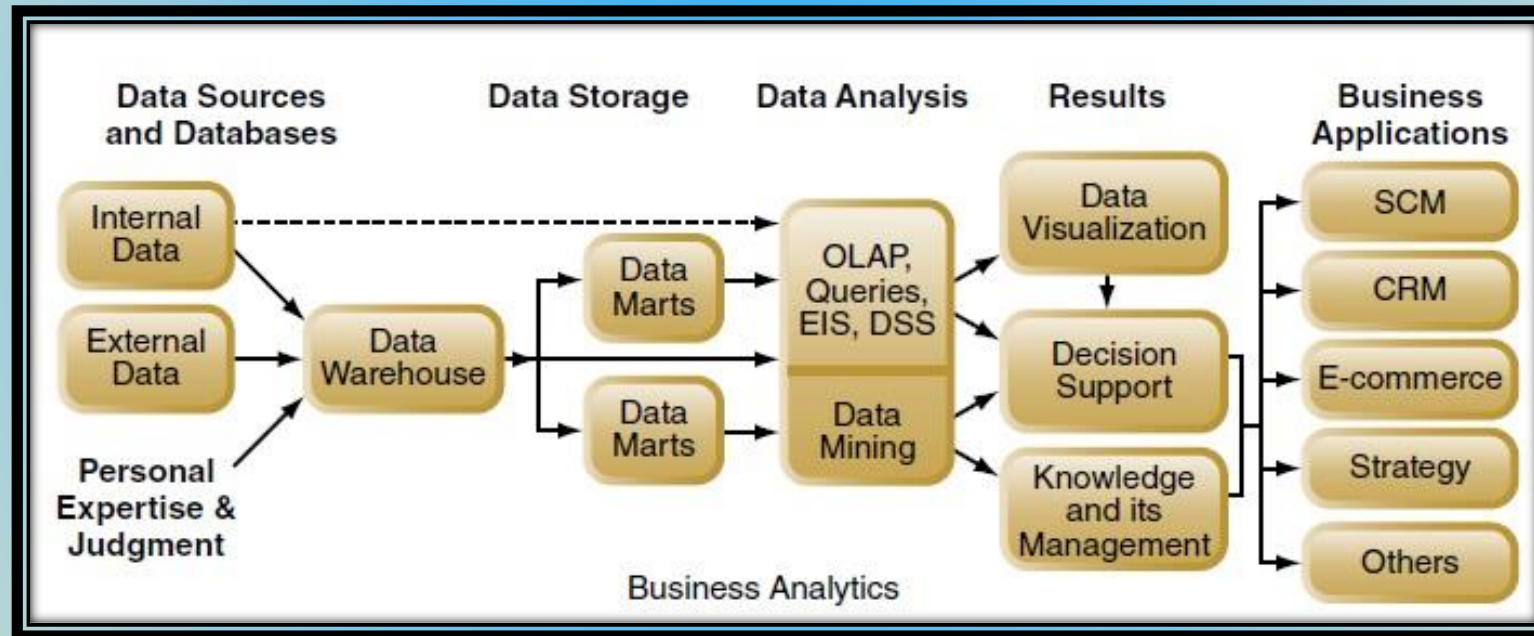 Data Sources
and Databases
Data Storage
Data Analysis
Results
Business
Applications
Internal
Data
External
Data
Personal
Expertise &
Judgment
Data
Warehouse
Data
Marts
Data
Marts
OLAP,
Queries,
EIS, DSS
Data
Mining
Data
Visualization
Decision
Support
Knowledge
and its
Management
SCM
CRM
E-commerce
Strategy
Others
Business Analytics